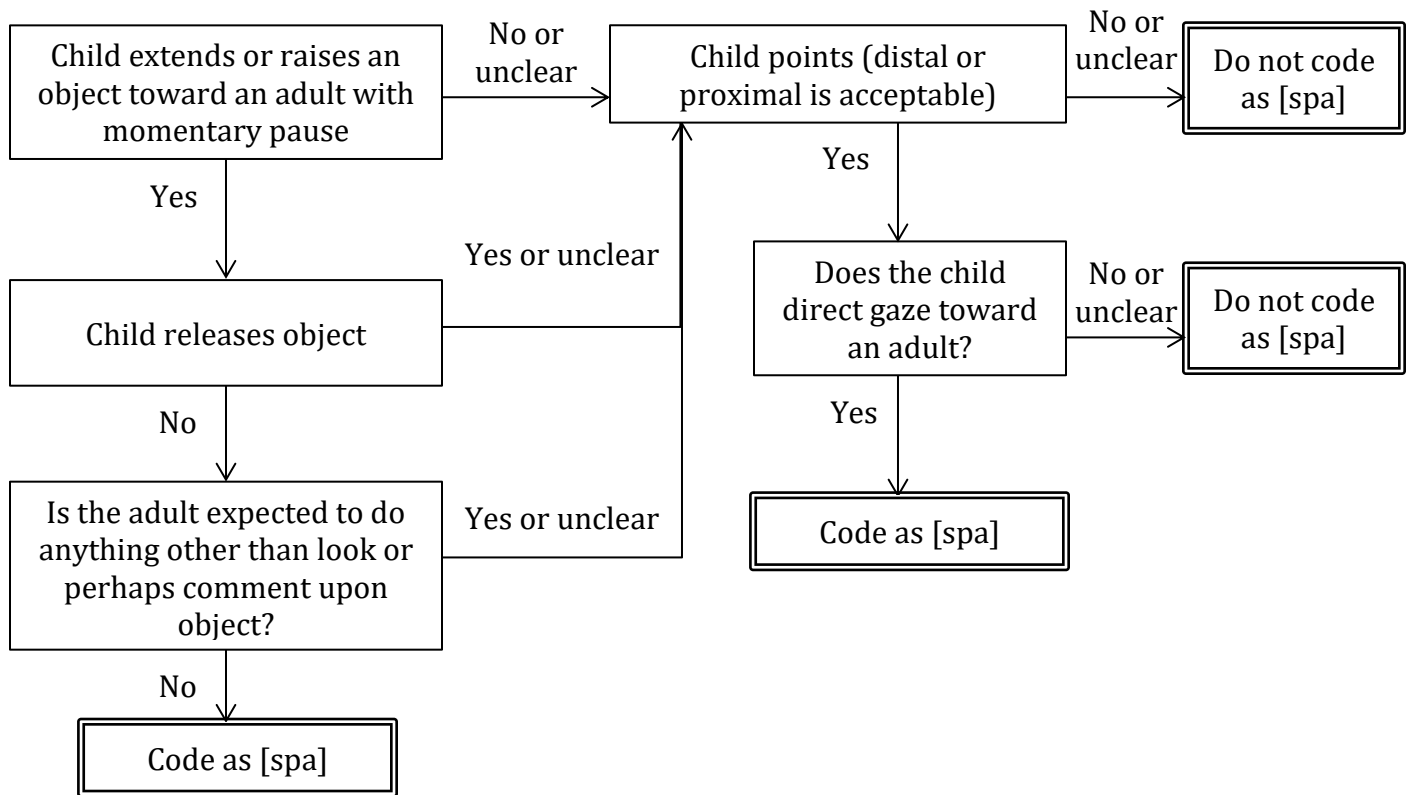 Child extends or raises an
object toward an adult with
momentary pause
No or
unclear
Child points (distal or
proximal is acceptable)
No or
unclear
Do not code
as [spa]
Yes
Yes
Child releases object
Yes or unclear
Does the child
direct gaze toward
an adult?
No or
unclear
Do not code
as [spa]
No
Yes
Is the adult expected to do
anything other than look or
perhaps comment upon
object?
Yes or unclear
Code as [spa]
No
Code as [spa]